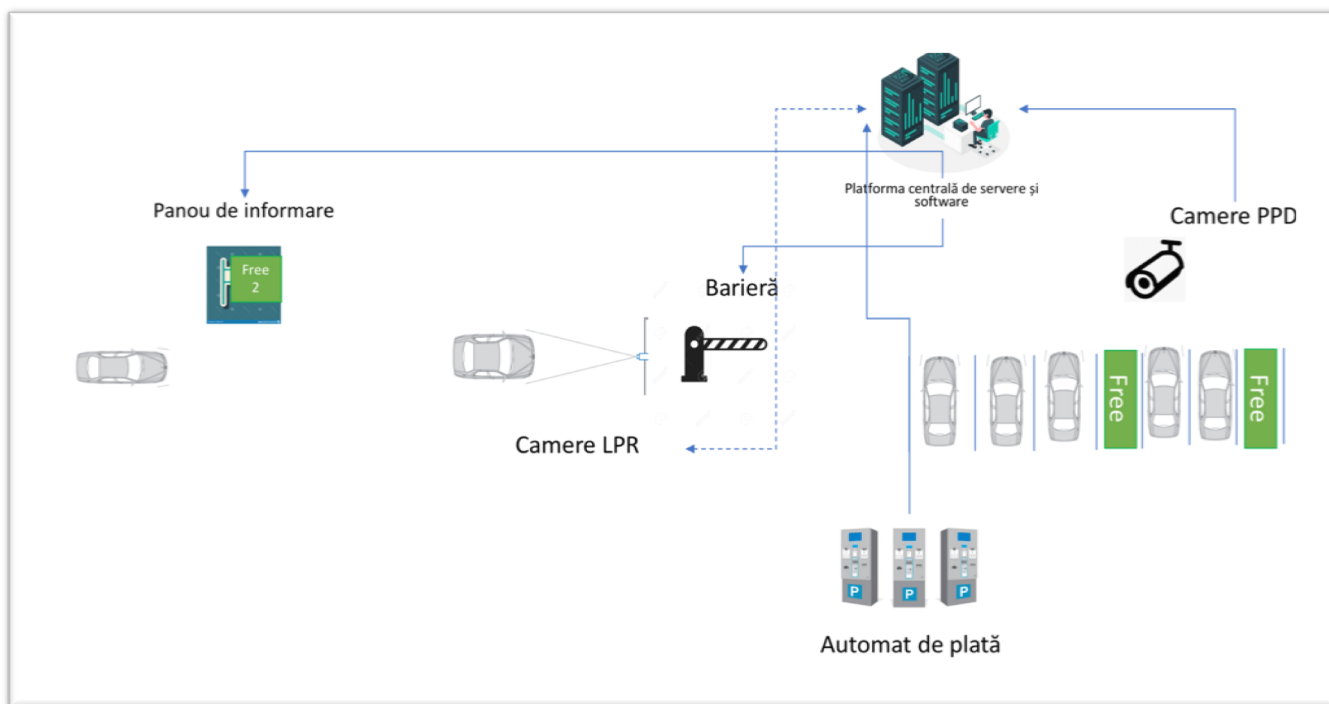 Platforma centrală de servere și
software
Panou de informare
Camere PPD
Free
2
Barieră
Free
Free
Camere LPR
P
P
P
Automat de plată